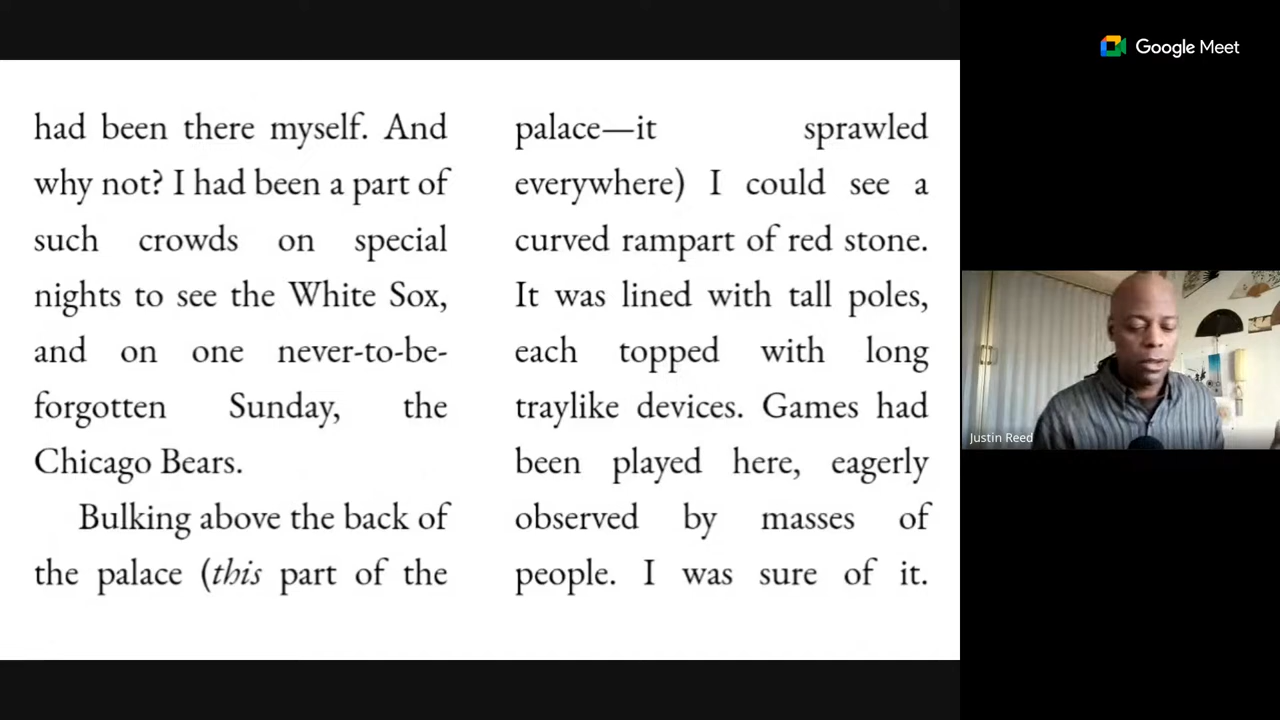 had been there myself. And
why not? I had been a part of
such crowds on special
nights to see the White Sox,
and on one never-to-be-
forgotten Sunday, the
Chicago Bears.
Bulking above the back of
the palace (this part of the
palace—it sprawled
everywhere) I could see a
curved rampart of red stone.
It was lined with tall poles,
each topped with long
traylike devices. Games had
been played here, eagerly
observed by masses of
people. I was sure of it.
Google Meet
Justin Reed